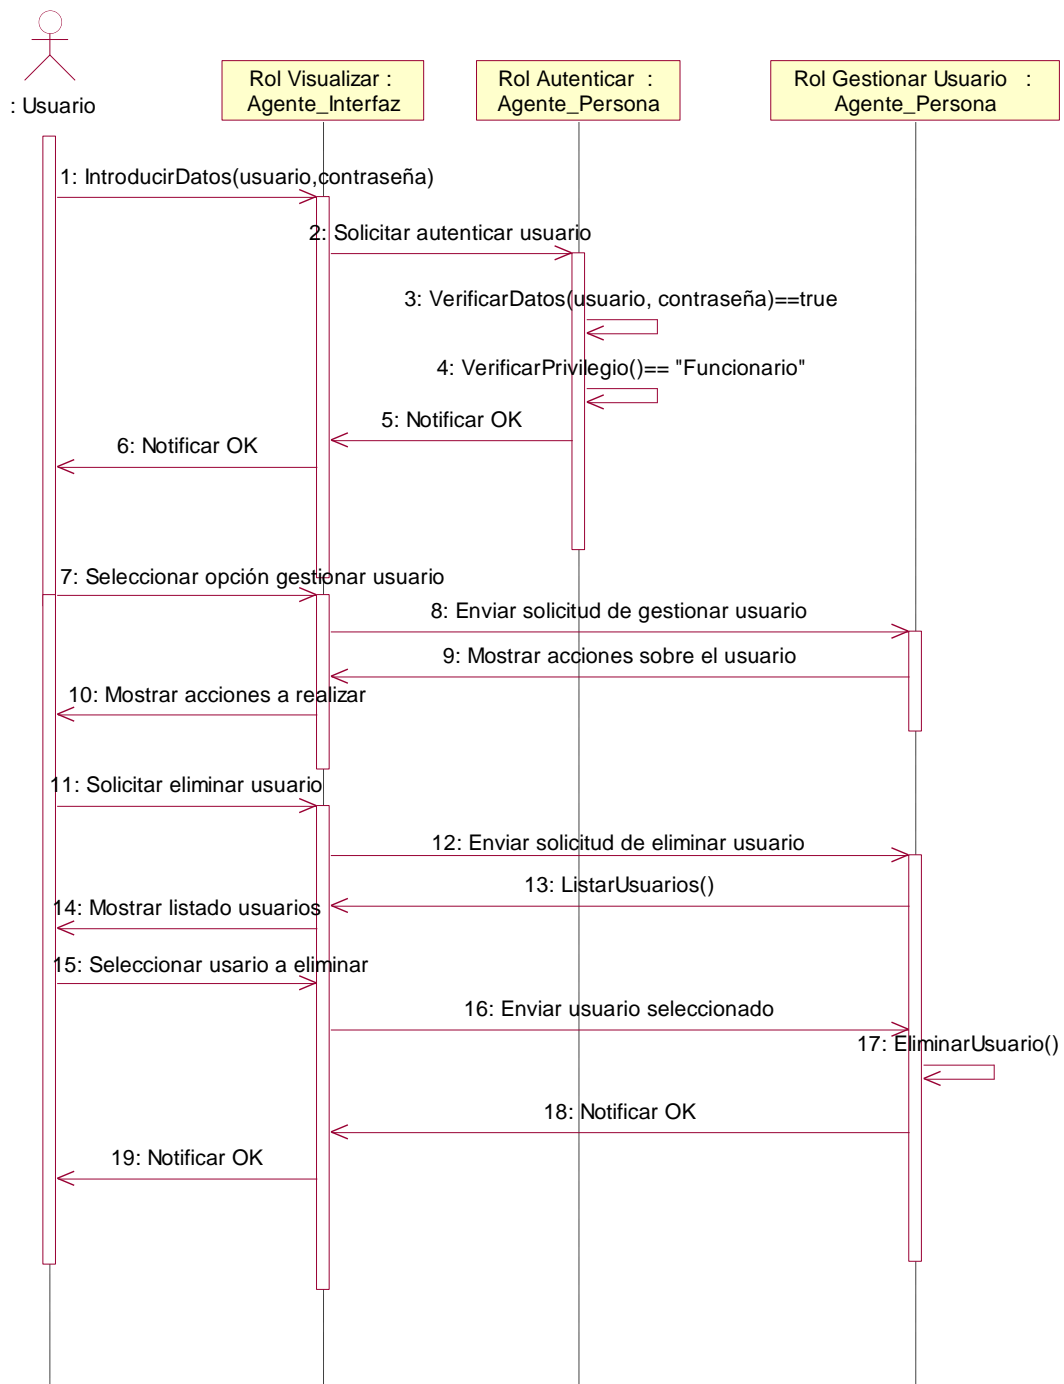 : Usuario
Rol Visualizar :
Agente_Interfaz
Rol Autenticar :
Agente_Persona
Rol Gestionar Usuario :
Agente_Persona
1: IntroducirDatos(usuario,contraseña)
2: Solicitar autenticar usuario
3: VerificarDatos(usuario, contraseña)==true
4: VerificarPrivilegio()== "Funcionario"
5: Notificar OK
6: Notificar OK
7: Seleccionar opción gestionar usuario
8: Enviar solicitud de gestionar usuario
9: Mostrar acciones sobre el usuario
10: Mostrar acciones a realizar
11: Solicitar eliminar usuario
12: Enviar solicitud de eliminar usuario
13: ListarUsuarios()
14: Mostrar listado usuarios
15: Seleccionar usario a eliminar
16: Enviar usuario seleccionado
17: EliminarUsuario()
18: Notificar OK
19: Notificar OK